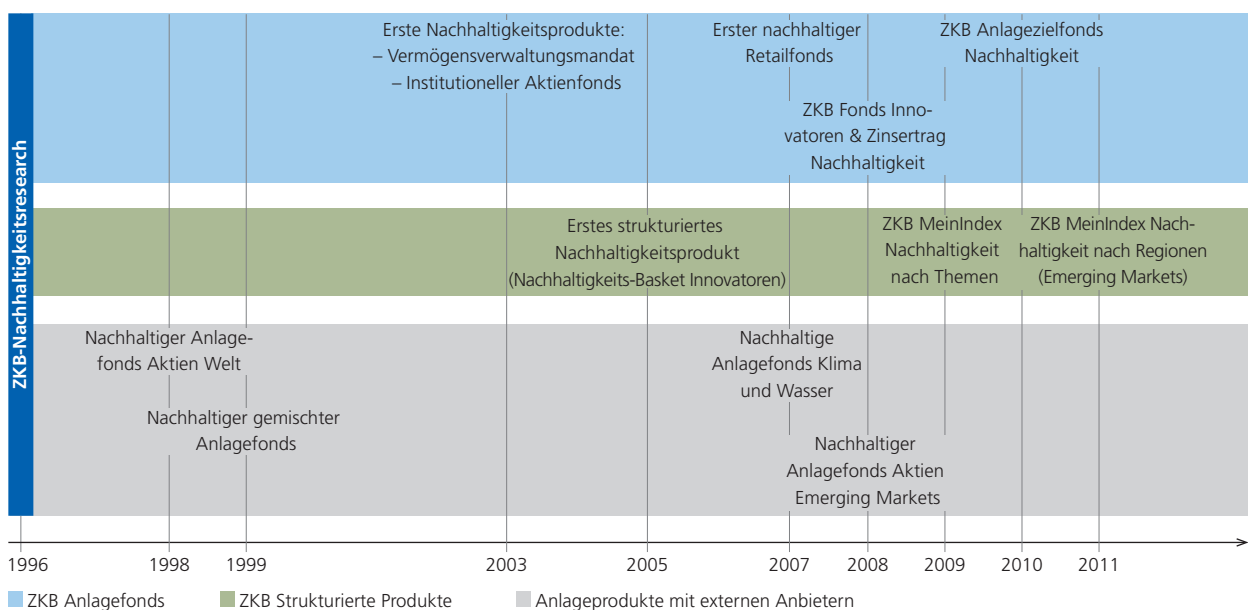 ZKB-Nachhaltigkeitsresearch
Erste Nachhaltigkeitsprodukte:
– Vermögensverwaltungsmandat
– Institutioneller Aktienfonds
Erster nachhaltiger
Retailfonds
ZKB Anlagezielfonds
Nachhaltigkeit
ZKB Fonds Inno-
vatoren & Zinsertrag
Nachhaltigkeit
Erstes strukturiertes
Nachhaltigkeitsprodukt
(Nachhaltigkeits-Basket Innovatoren)
ZKB MeinIndex
Nachhaltigkeit
nach Themen
ZKB MeinIndex Nach-
haltigkeit nach Regionen
(Emerging Markets)
Nachhaltiger Anlage-
fonds Aktien Welt
Nachhaltiger gemischter
Anlagefonds
Nachhaltige
Anlagefonds Klima
und Wasser
Nachhaltiger
Anlagefonds Aktien
Emerging Markets
1996 1998 1999 2003 2005 2007 2008 2009 2010 2011
ZKB Anlagefonds ZKB Strukturierte Produkte Anlageprodukte mit externen Anbietern